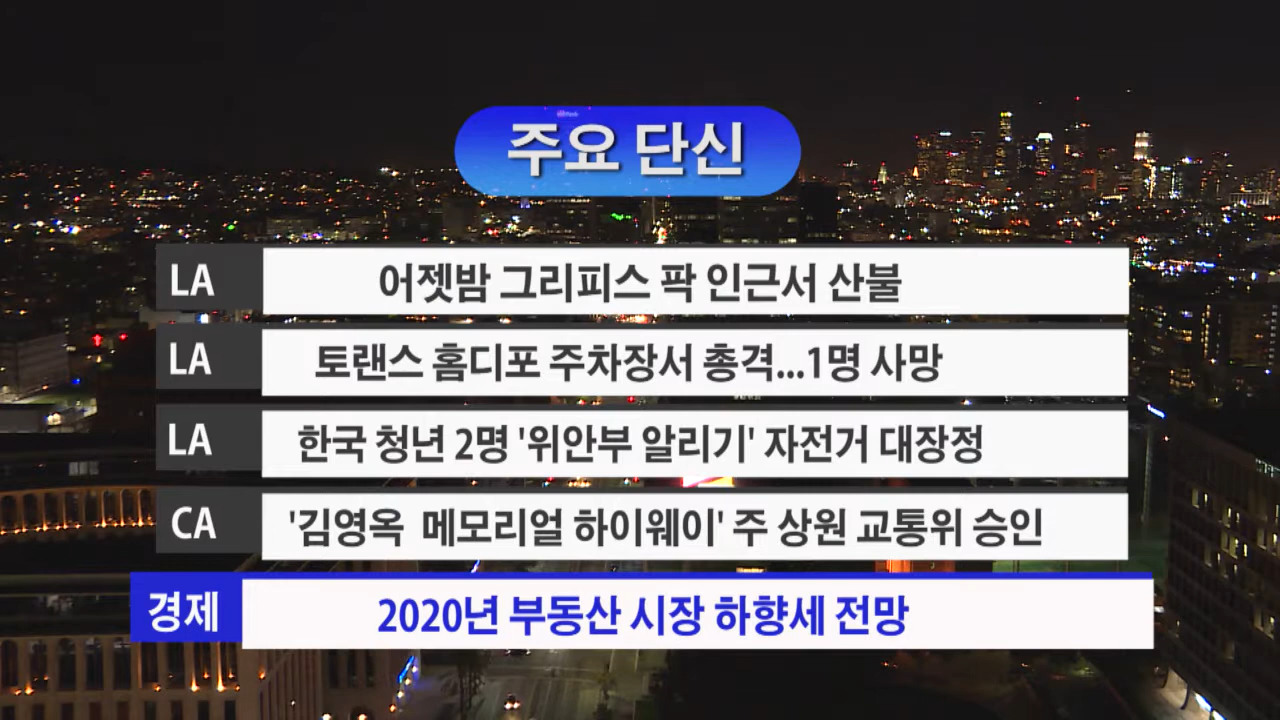 주요 단신
LA 어젯밤 그리피스 팍 인근서 산불
LA 토랜스 홈디포 주차장서 총격...1명 사망
LA 한국 청년 2명 '위안부 알리기' 자전거 대장정
CA '김영옥 메모리얼 하이웨이' 주 상원 교통위 승인
경제 2020년 부동산 시장 하향세 전망